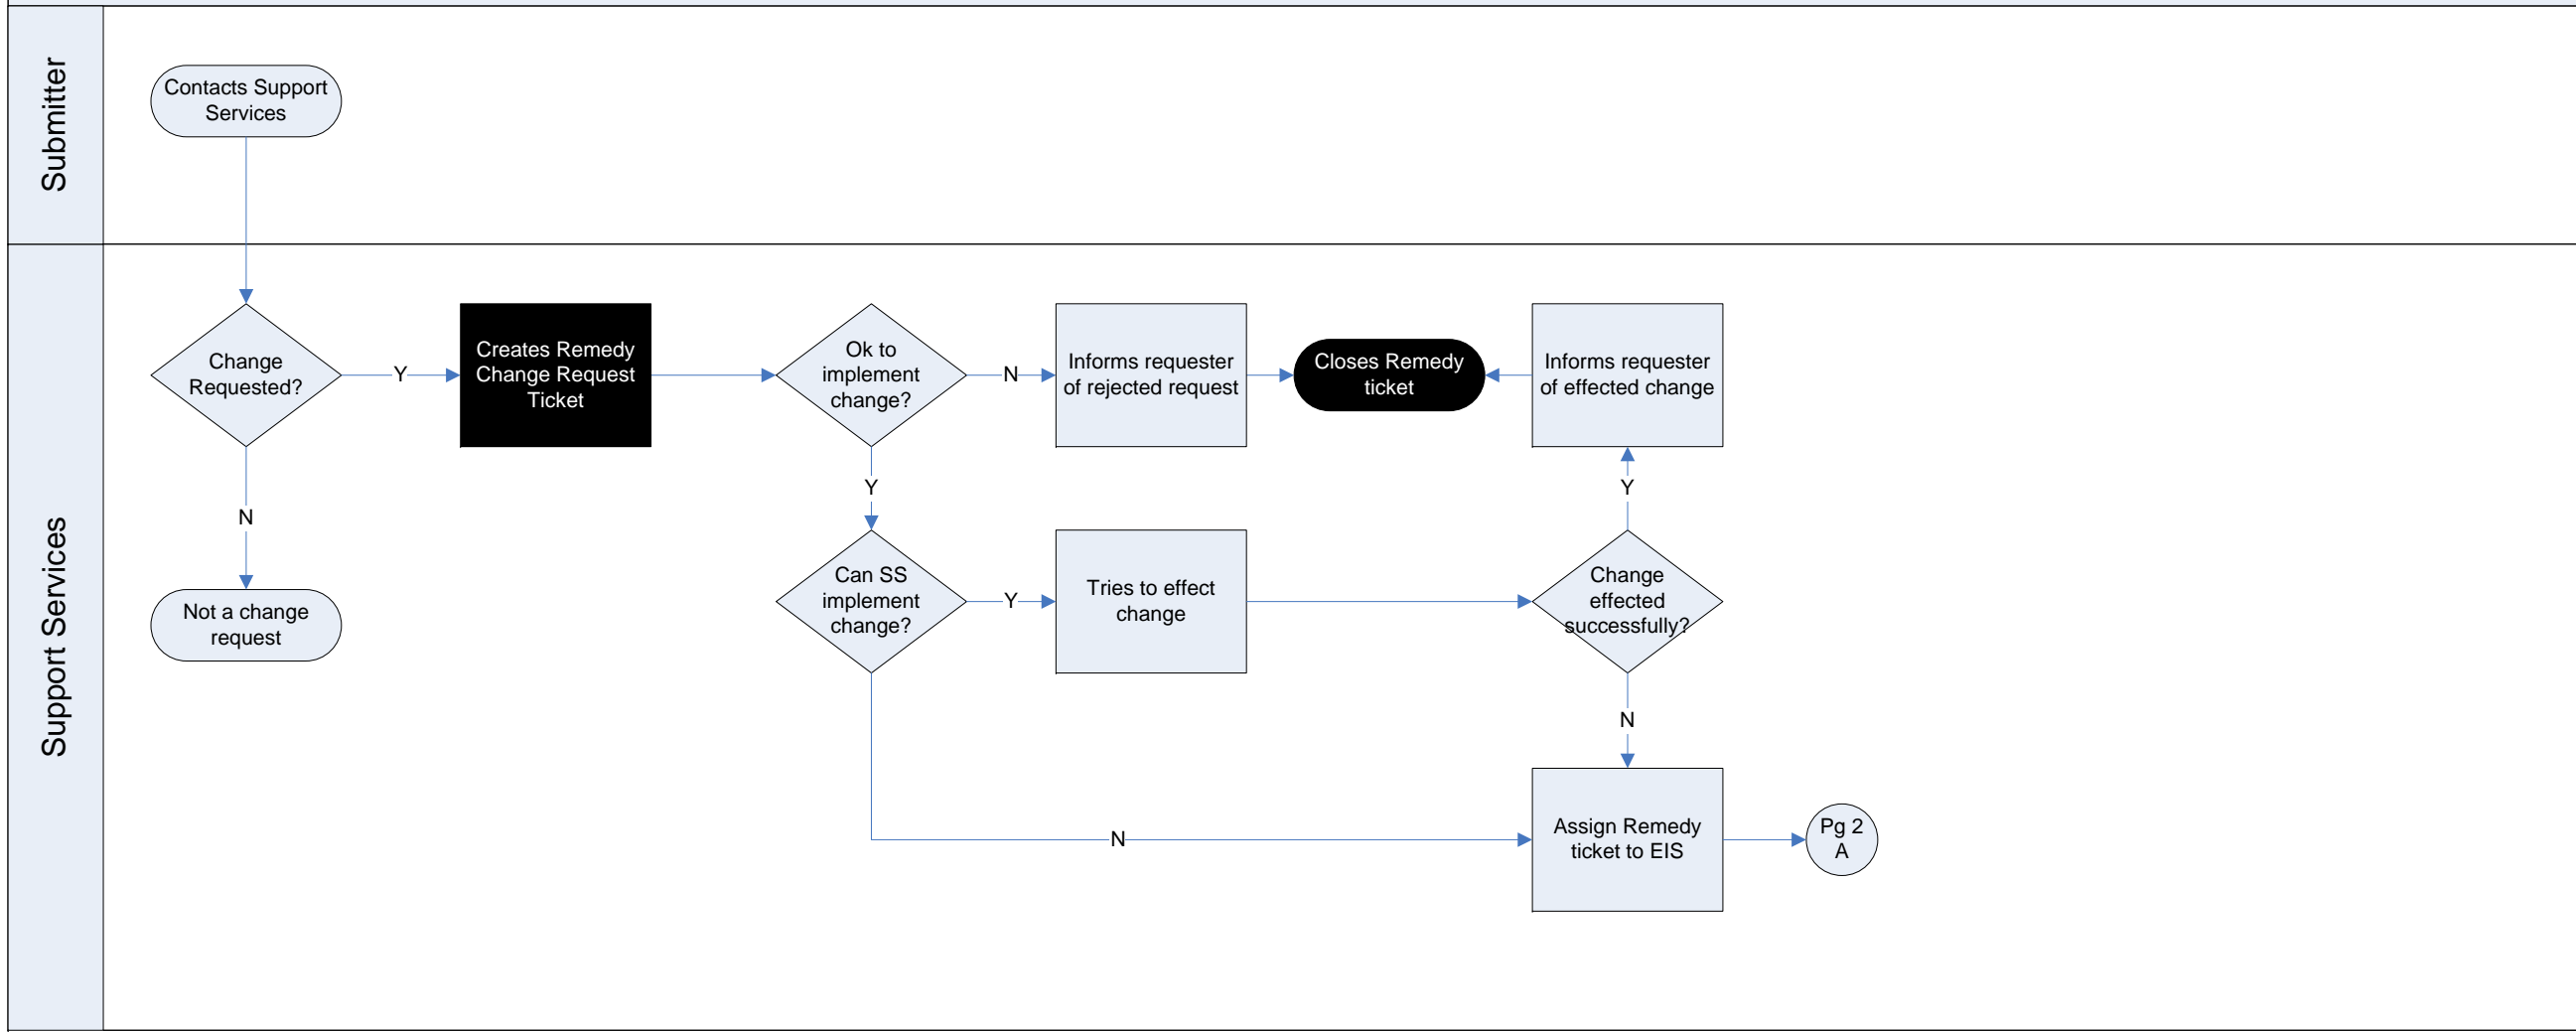 Submitter
Contacts Support
Services
Support Services
Change
Requested?
Y
Creates Remedy
Change Request
Ticket
Ok to
implement
change?
N
Informs requester
of rejected request
Closes Remedy
ticket
Informs requester
of effected change
N
Y
Y
Not a change
request
Can SS
implement
change?
Y
Tries to effect
change
Change
effected
successfully?
N
N
Assign Remedy
ticket to EIS
Pg 2
A